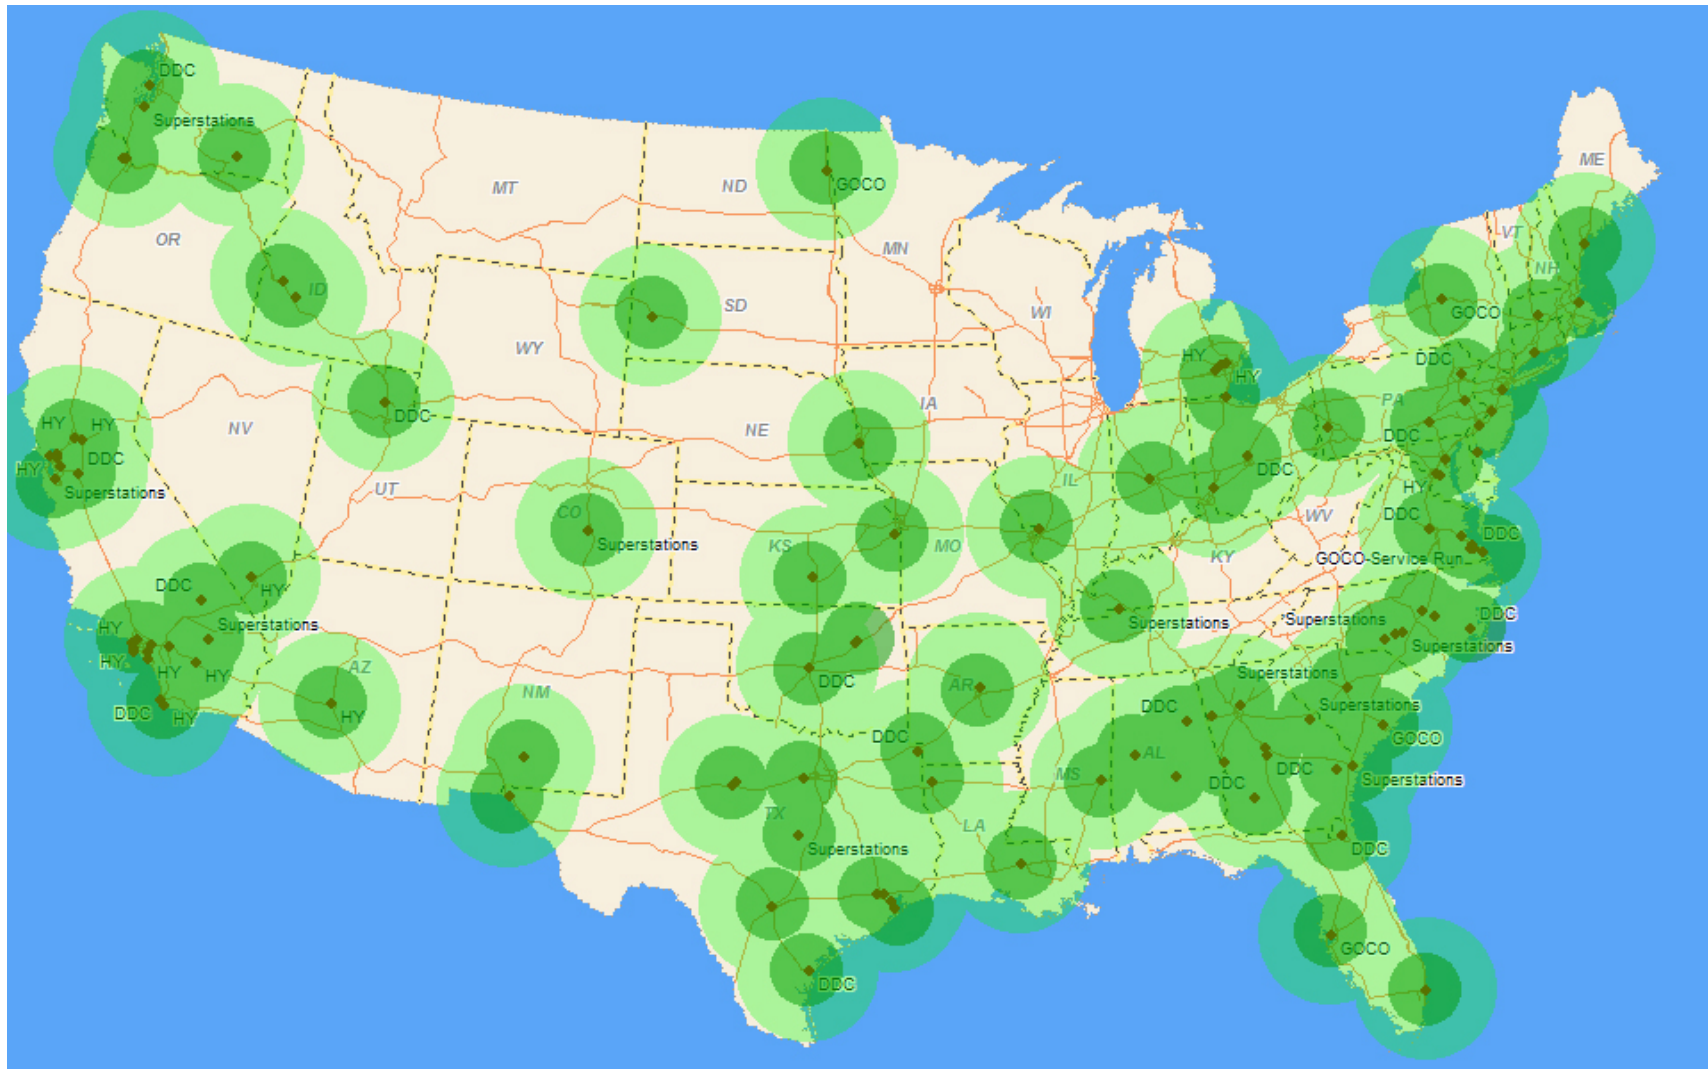 DDC
Superstations
ME
MT
ND
GOCO
VT
OR
MN
NH
ID
SD
WI
GOCO
WY
DDC
HY
HY
DDC
IA
PA
HY
HY
NV
NE
DDC
DDC
DDC
HY
IL
HY
Superstations
UT
CO
WV
DDC
DDC
Superstations
KS
MO
KY
GOCO-Service Run...
DDC
HY
Superstations
DDC
HY
Superstations
Superstations
Superstations
HY
HY
HY
AZ
DDC
AR
Superstations
NM
Superstations
DDC
HY
HY
DDC
DDC
GOCO
AL
MS
DDC
DDC
Superstations
TX
LA
Superstations
DDC
GOCO
DDC